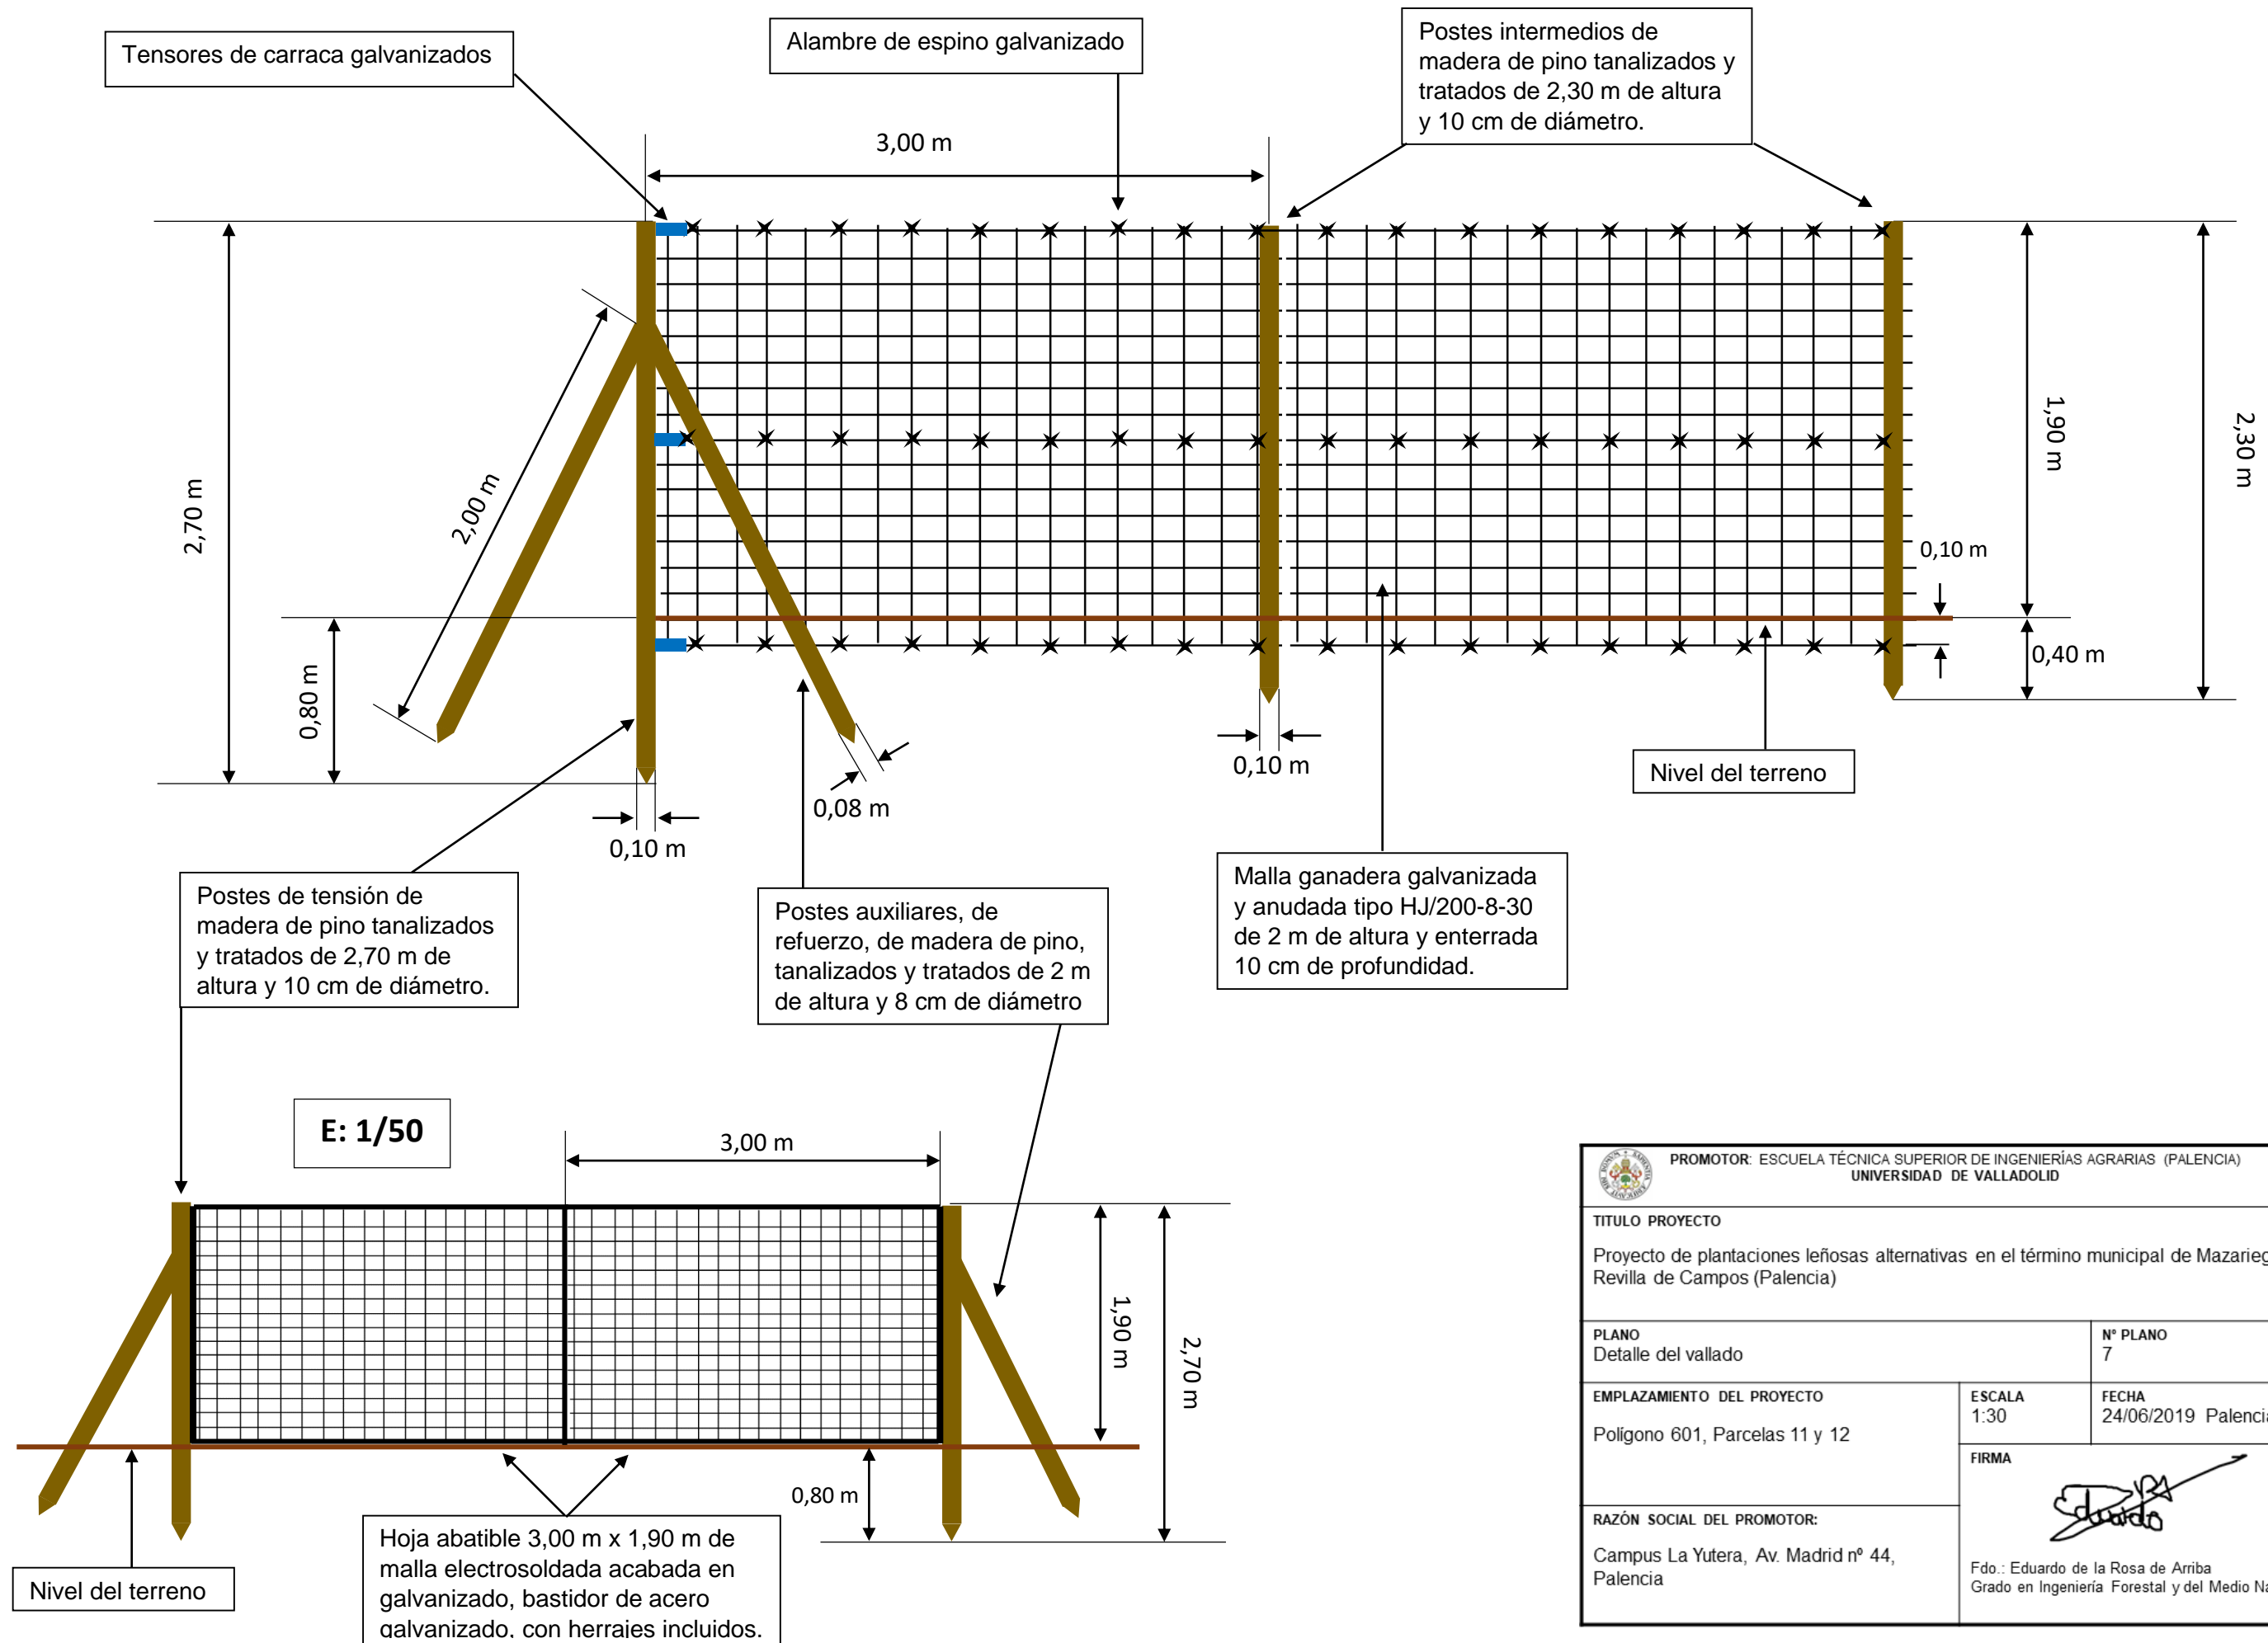 Tensores de carraca galvanizados
Alambre de espino galvanizado
Postes intermedios de
madera de pino tanalizados y
tratados de 2,30 m de altura
y 10 cm de diámetro.
3,00 m
2,70 m
2,00 m
0,80 m
1,90 m
2,30 m
0,10 m
0,40 m
0,10 m
0,08 m
0,10 m
Nivel del terreno
Postes de tensión de
madera de pino tanalizados
y tratados de 2,70 m de
altura y 10 cm de diámetro.
Postes auxiliares, de
refuerzo, de madera de pino,
tanalizados y tratados de 2 m
de altura y 8 cm de diámetro
Malla ganadera galvanizada
y anudada tipo HJ/200-8-30
de 2 m de altura y enterrada
10 cm de profundidad.
E: 1/50
3,00 m
1,90 m
2,70 m
0,80 m
Nivel del terreno
Hoja abatible 3,00 m x 1,90 m de
malla electrosoldada acabada en
galvanizado, bastidor de acero
galvanizado, con herrajes incluidos.
PROMOTOR: ESCUELA TÉCNICA SUPERIOR DE INGENIERÍAS AGRARIAS (PALENCIA)
UNIVERSIDAD DE VALLADOLID
TITULO PROYECTO
Proyecto de plantaciones leñosas alternativas en el término municipal de Mazarieg
Revilla de Campos (Palencia)
PLANO
Detalle del vallado
Nº PLANO
7
EMPLAZAMIENTO DEL PROYECTO
Polígono 601, Parcelas 11 y 12
ESCALA
1:30
FECHA
24/06/2019 Palencia
FIRMA
Eduardo
RAZÓN SOCIAL DEL PROMOTOR:
Campus La Yutera, Av. Madrid nº 44,
Palencia
Fdo.: Eduardo de la Rosa de Arriba
Grado en Ingeniería Forestal y del Medio Na